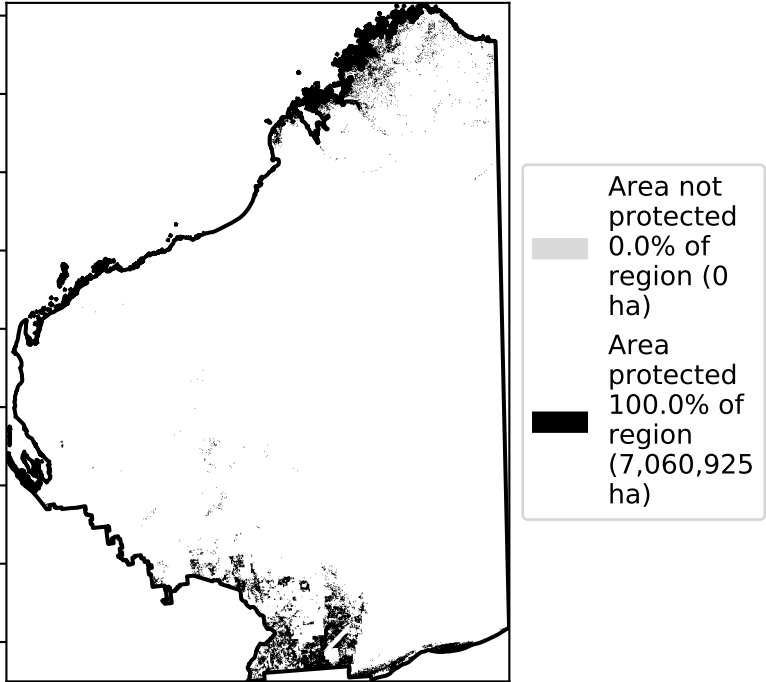 Area not
protected
0.0% of
region (0
ha)
Area
protected
100.0% of
region
(7,060,925
ha)